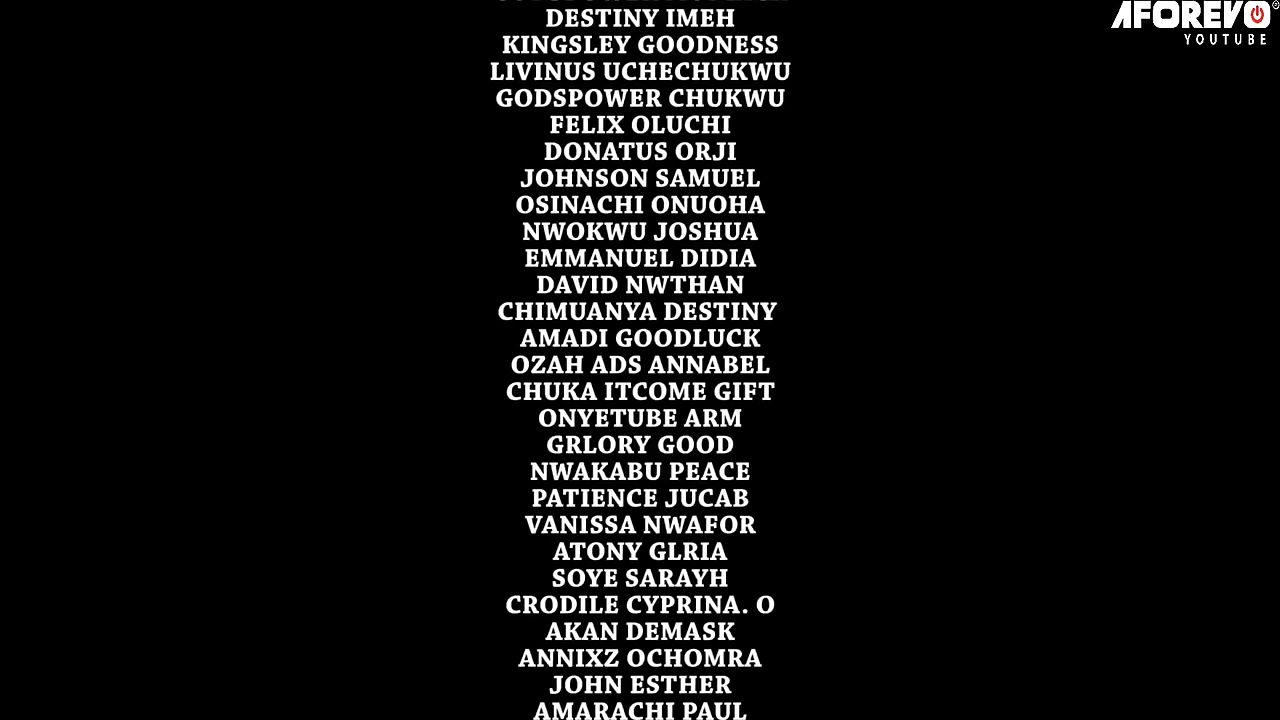 DESTINY IMEH
KINGSLEY GOODNESS
LIVINUS UCHECHUKWU
GODSPOWER CHUKWU
FELIX OLUCHI
DONATUS ORJI
JOHNSON SAMUEL
OSINACHI ONUOHA
NWOKWU JOSHUA
EMMANUEL DIDIA
DAVID NWTHAN
CHIMUANYA DESTINY
AMADI GOODLUCK
OZAH ADS ANNABEL
CHUKA ITCOME GIFT
ONYETUBE ARM
GRLORY GOOD
NWAKABU PEACE
PATIENCE JUCAB
VANISSA NWAFOR
ATONY GLRIA
SOYE SARAYH
CRODILE CYPRINA. O
AKAN DEMASK
ANNIXZ OCHOMRA
JOHN ESTHER
AMARACHI PAUL
AFOREVO
YOUTUBE